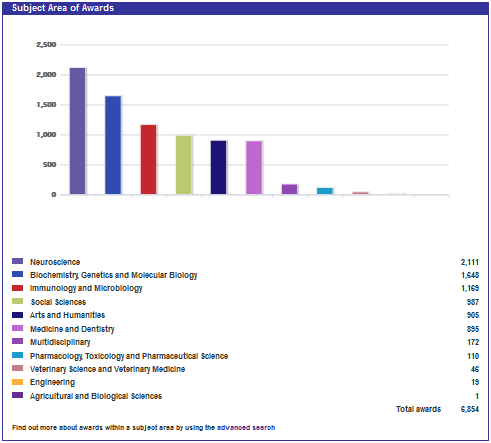 Subject Area of Awards
2,500
2,000
1,500
1,000
500
0
Neuroscience 2,111
Biochemistry, Genetics and Molecular Biology 1,648
Immunology and Microbiology 1,169
Social Sciences 987
Arts and Humanities 905
Medicine and Dentistry 895
Multidisciplinary 172
Pharmacology, Toxicology and Pharmaceutical Science 110
Veterinary Science and Veterinary Medicine 46
Engineering 19
Agricultural and Biological Sciences 1
Total awards 6,854
Find out more about awards within a subject area by using the advanced search